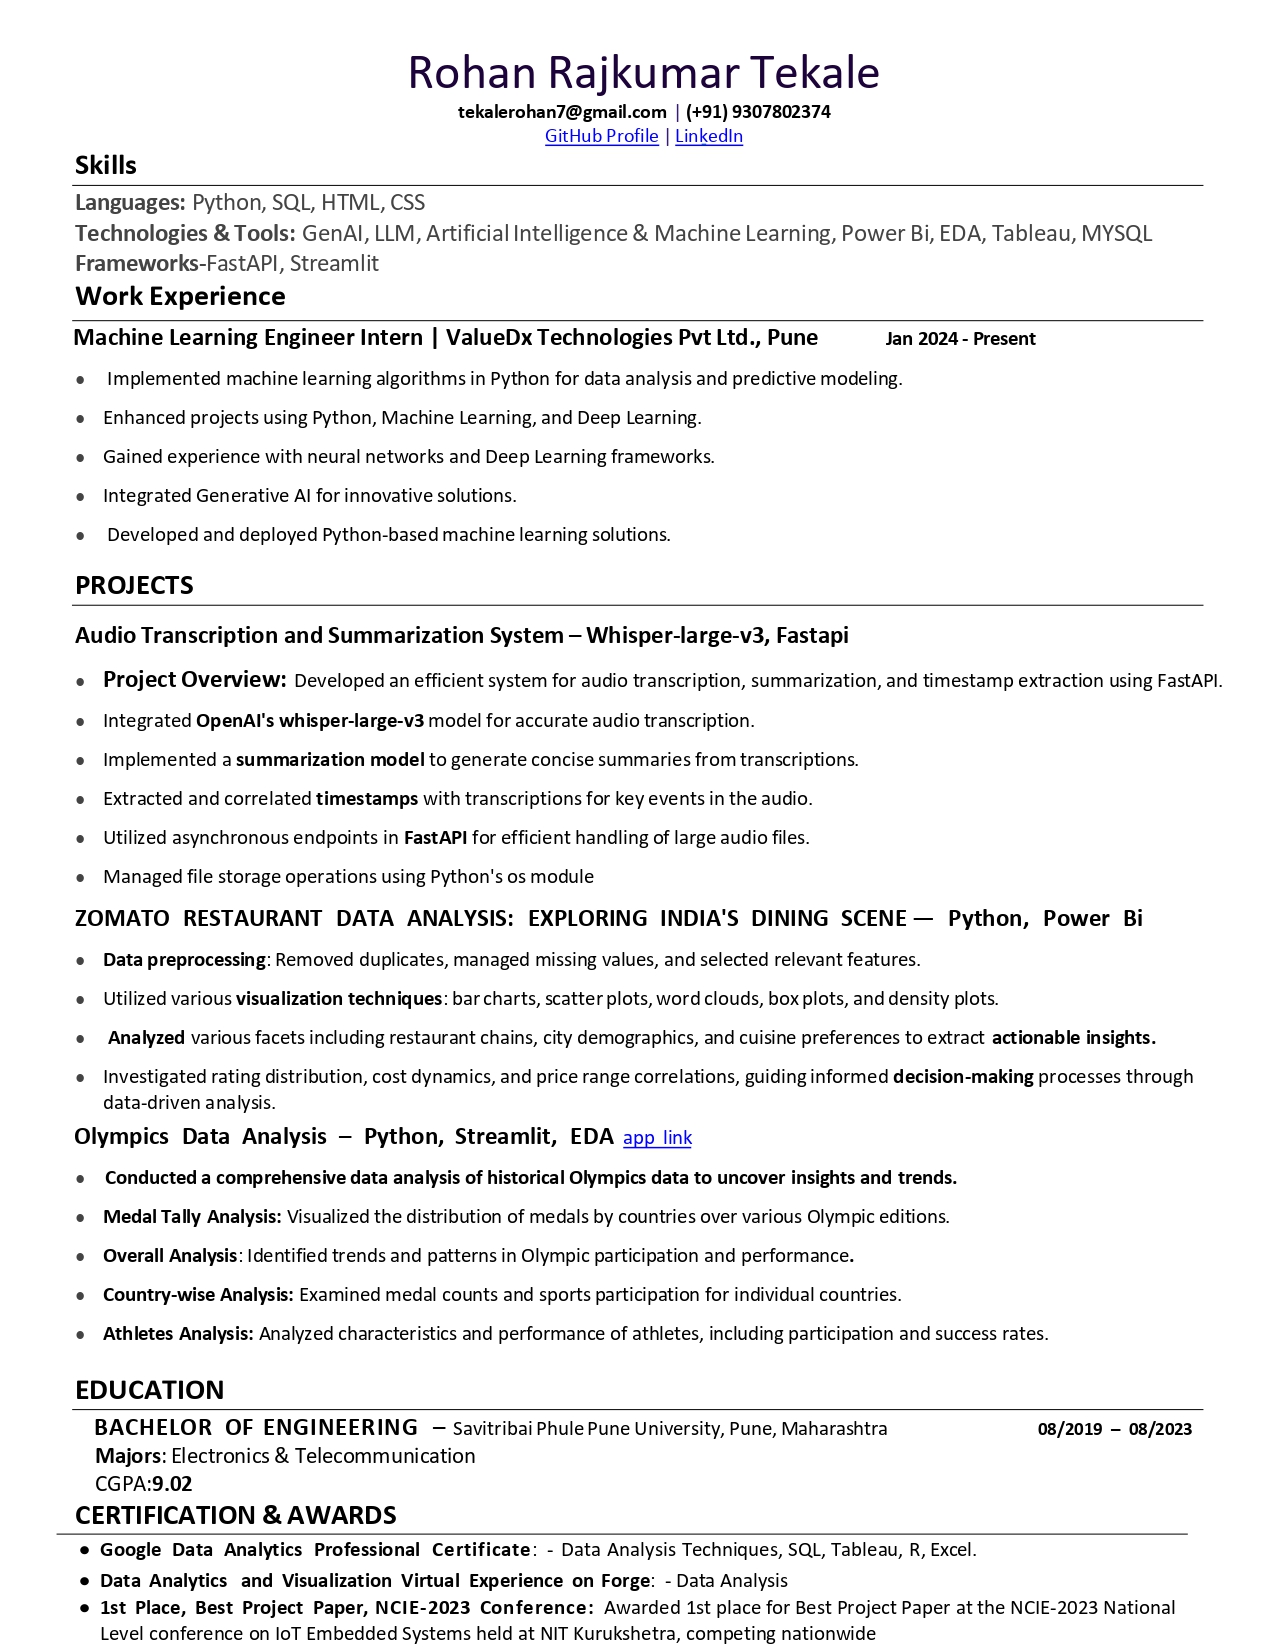 Rohan Rajkumar Tekale
tekalerohan7@gmail.com | (+91) 9307802374
GitHub Profile | LinkedIn
Skills
Languages: Python, SQL, HTML, CSS
Technologies & Tools: GenAI, LLM, Artificial Intelligence & Machine Learning, Power Bi, EDA, Tableau, MYSQL
Frameworks-FastAPI, Streamlit
Work Experience
Machine Learning Engineer Intern | ValueDx Technologies Pvt Ltd., Pune Jan 2024 - Present
• Implemented machine learning algorithms in Python for data analysis and predictive modeling.
• Enhanced projects using Python, Machine Learning, and Deep Learning.
• Gained experience with neural networks and Deep Learning frameworks.
• Integrated Generative AI for innovative solutions.
• Developed and deployed Python-based machine learning solutions.
PROJECTS
Audio Transcription and Summarization System – Whisper-large-v3, Fastapi
• Project Overview: Developed an efficient system for audio transcription, summarization, and timestamp extraction using FastAPI.
• Integrated OpenAI's whisper-large-v3 model for accurate audio transcription.
• Implemented a summarization model to generate concise summaries from transcriptions.
• Extracted and correlated timestamps with transcriptions for key events in the audio.
• Utilized asynchronous endpoints in FastAPI for efficient handling of large audio files.
• Managed file storage operations using Python's os module
ZOMATO RESTAURANT DATA ANALYSIS: EXPLORING INDIA'S DINING SCENE — Python, Power Bi
• Data preprocessing: Removed duplicates, managed missing values, and selected relevant features.
• Utilized various visualization techniques: bar charts, scatter plots, word clouds, box plots, and density plots.
• Analyzed various facets including restaurant chains, city demographics, and cuisine preferences to extract actionable insights.
• Investigated rating distribution, cost dynamics, and price range correlations, guiding informed decision-making processes through
data-driven analysis.
Olympics Data Analysis – Python, Streamlit, EDA app link
• Conducted a comprehensive data analysis of historical Olympics data to uncover insights and trends.
• Medal Tally Analysis: Visualized the distribution of medals by countries over various Olympic editions.
• Overall Analysis: Identified trends and patterns in Olympic participation and performance.
• Country-wise Analysis: Examined medal counts and sports participation for individual countries.
• Athletes Analysis: Analyzed characteristics and performance of athletes, including participation and success rates.
EDUCATION
BACHELOR OF ENGINEERING – Savitribai Phule Pune University, Pune, Maharashtra 08/2019 – 08/2023
Majors: Electronics & Telecommunication
CGPA:9.02
CERTIFICATION & AWARDS
• Google Data Analytics Professional Certificate: - Data Analysis Techniques, SQL, Tableau, R, Excel.
• Data Analytics and Visualization Virtual Experience on Forge: - Data Analysis
• 1st Place, Best Project Paper, NCIE-2023 Conference: Awarded 1st place for Best Project Paper at the NCIE-2023 National
Level conference on IoT Embedded Systems held at NIT Kurukshetra, competing nationwide